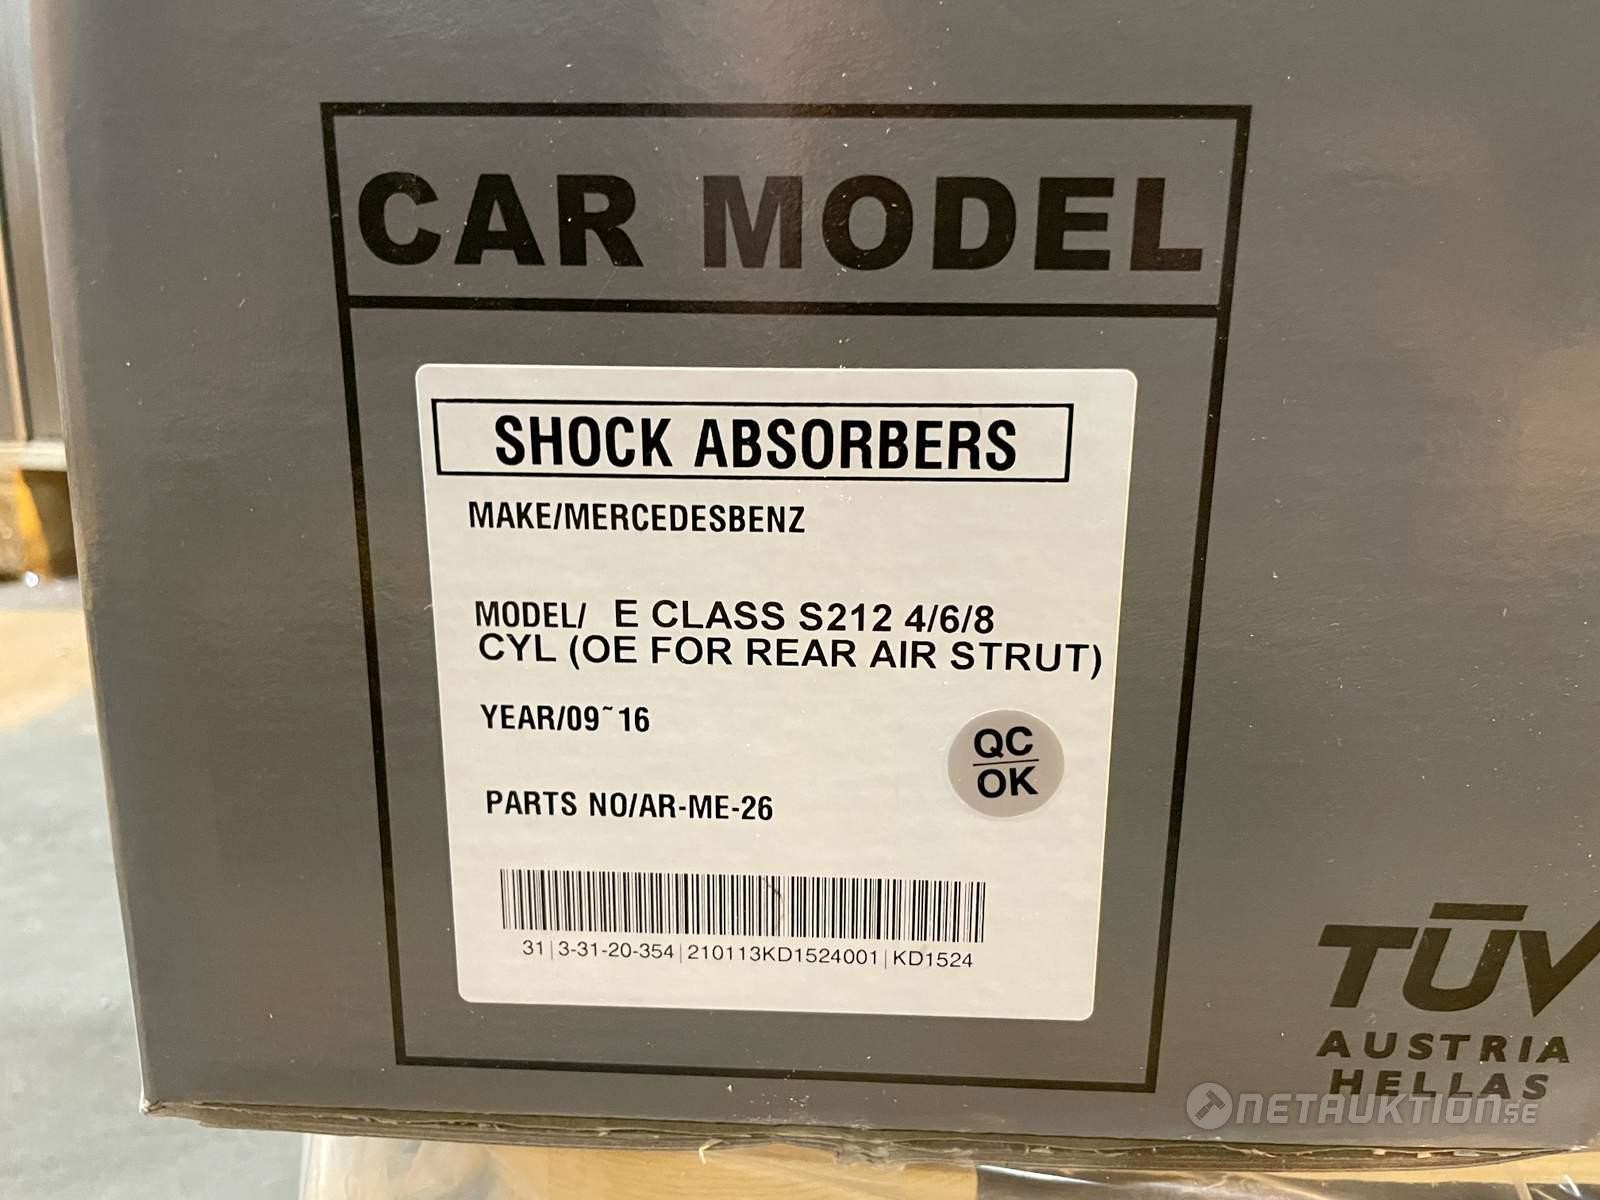 CAR MODEL
SHOCK ABSORBERS
MAKE/MERCEDESBENZ
MODEL/ E CLASS S212 4/6/8
CYL (OE FOR REAR AIR STRUT)
YEAR/09~16
QC
OK
PARTS NO/AR-ME-26
31|3-31-20-354|210113KD1524001|KD1524
TÜV
AUSTRIA
HELLAS
NETAUKTION.SE